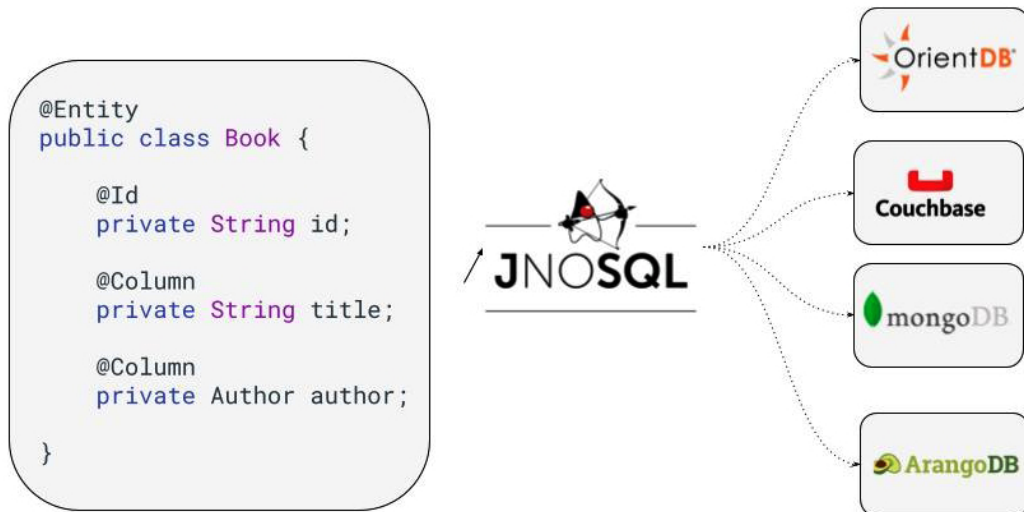 @Entity
public class Book {
@Id
private String id;
@Column
private String title;
@Column
private Author author;
}
JNOSQL
OrientDB
Couchbase
mongoDB
ArangoDB